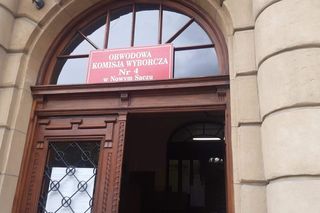 OBWODOWA
KOMISJA WYBORCZA
Nr 4
w Nowym Sączu